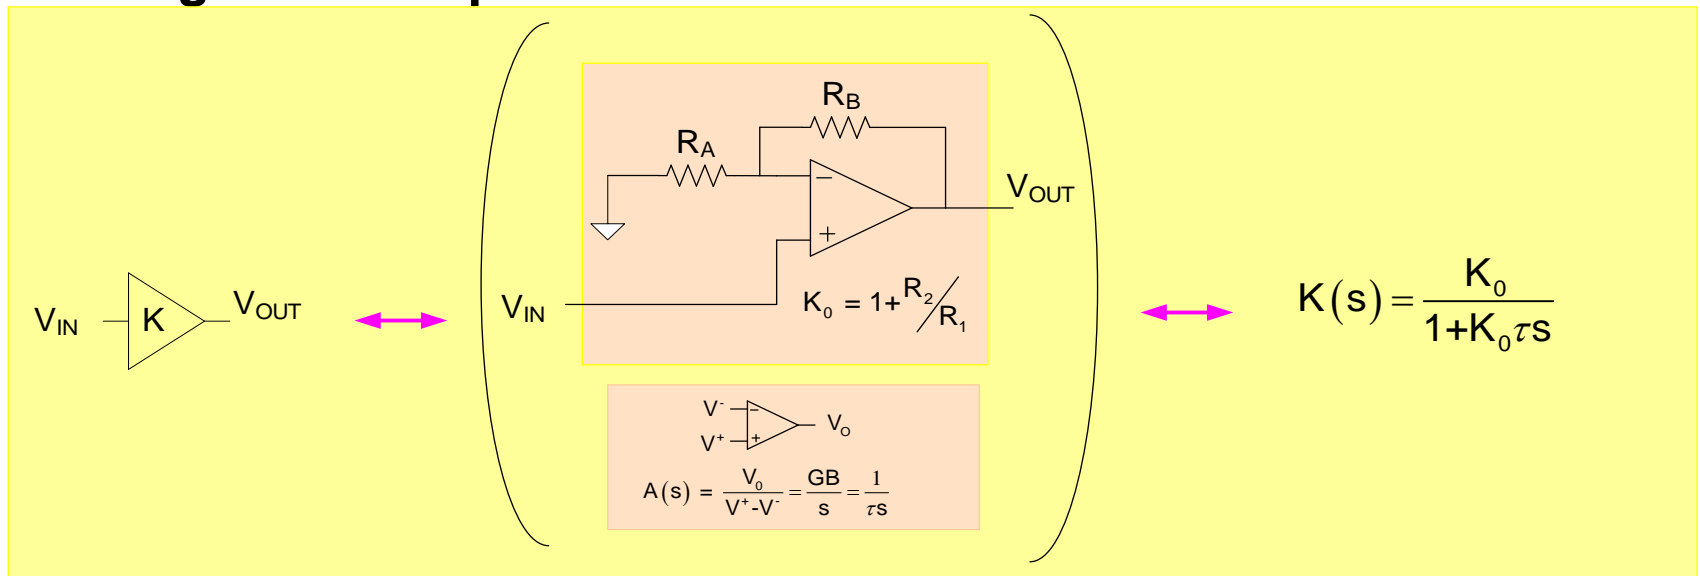 R_B
R_A
−
+
V_OUT
K_0 = 1+R_2/R_1
V_IN
V_IN K V_OUT
K(s) = K_0/(1+K_0τs)
V^- −
V^+ +
V_O
A(s) = V_0/(V^+-V^-) = GB/s = 1/(τs)